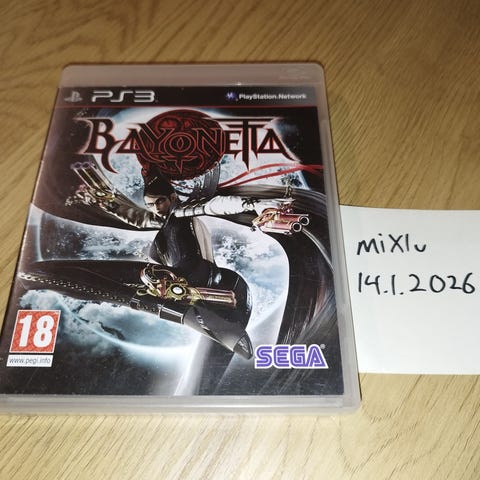 PS3
PlayStation Network
BAYONETTA
18
www.pegi.info
SEGA
mixlu
14.1.2026